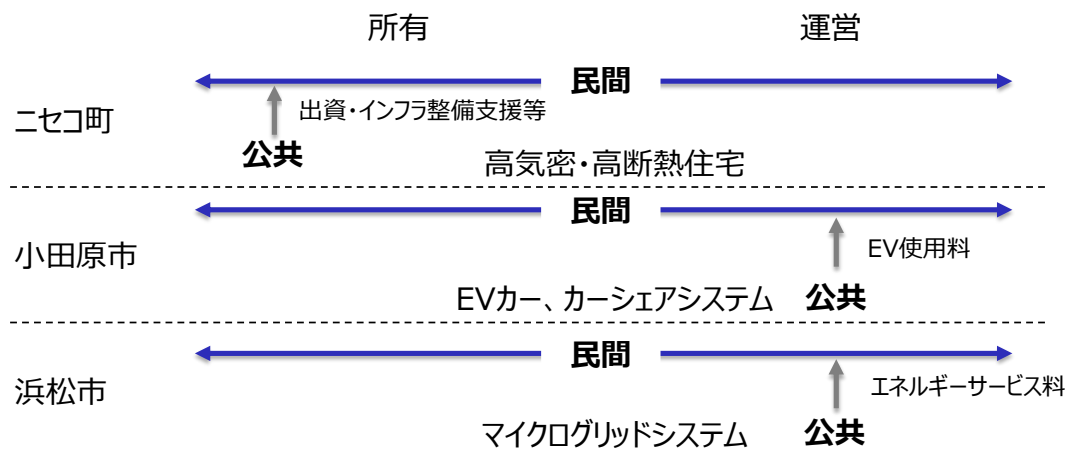 所有 運営
民間
出資・インフラ整備支援等
ニセコ町
公共
高気密・高断熱住宅
民間
小田原市
EV使用料
EVカー、カーシェアシステム 公共
民間
浜松市
エネルギーサービス料
マイクログリッドシステム 公共